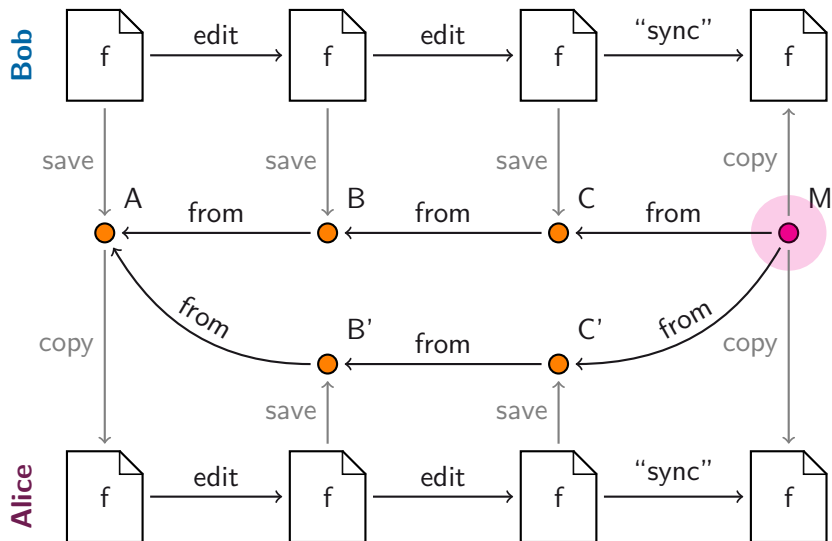 Bob
f
edit
f
edit
f
“sync”
f
save
save
save
copy
A
B
C
M
from
from
from
from
B'
from
C'
from
copy
copy
save
save
Alice
f
edit
f
edit
f
“sync”
f